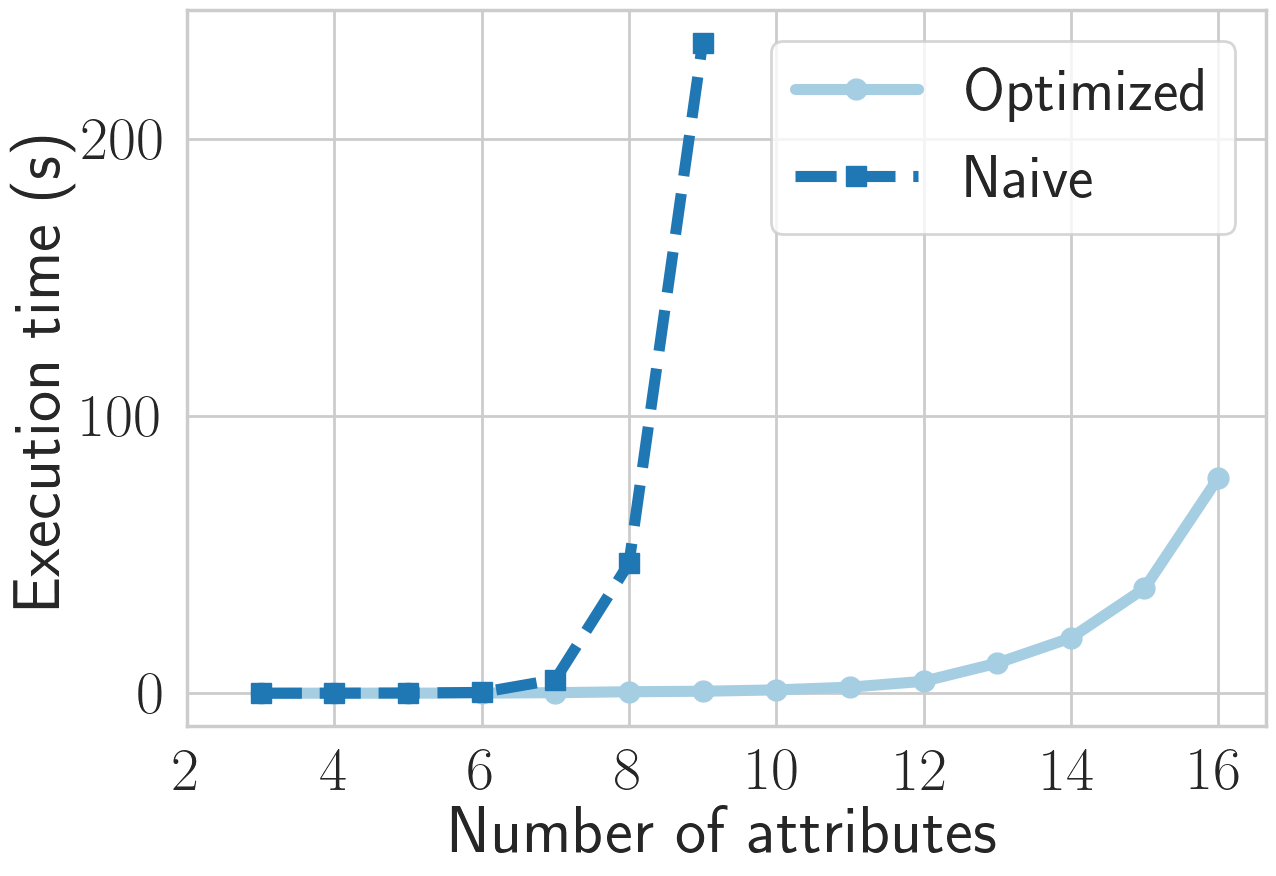 Execution time (s)
200
100
0
Optimized
Naive
2 4 6 8 10 12 14 16
Number of attributes